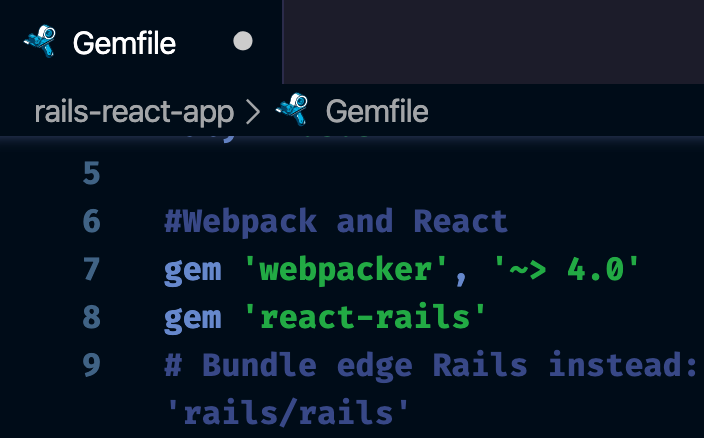 Gemfile
rails-react-app > Gemfile
5
6 #Webpack and React
7 gem 'webpacker', '~> 4.0'
8 gem 'react-rails'
9 # Bundle edge Rails instead:
'rails/rails'